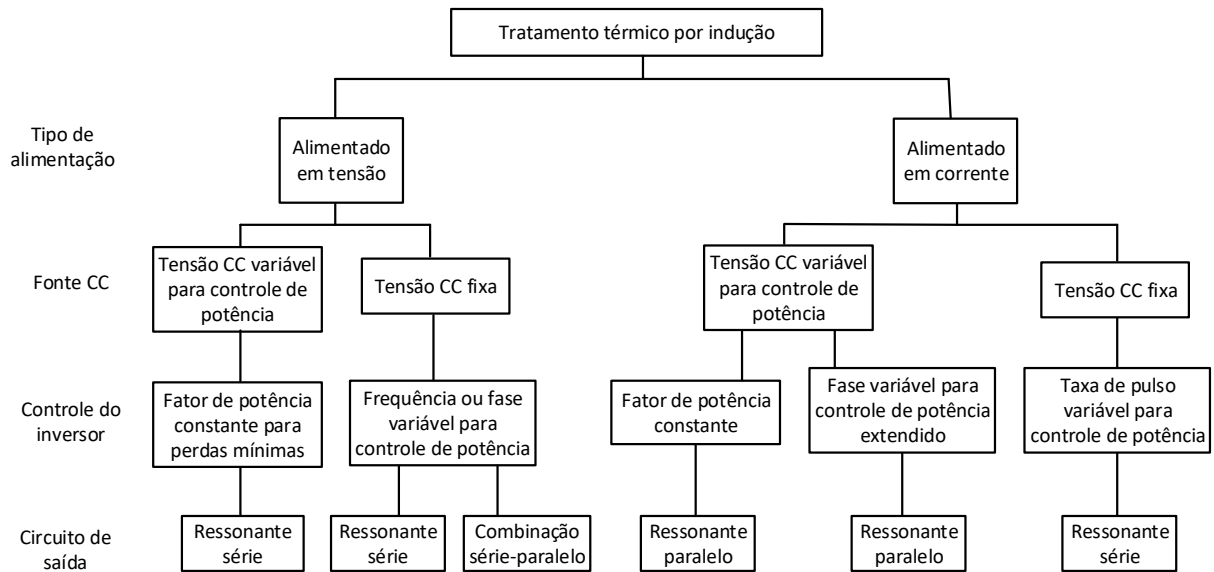 Tratamento térmico por indução
Tipo de
alimentação
Alimentado
em tensão
Alimentado
em corrente
Fonte CC
Tensão CC variável
para controle de
potência
Tensão CC fixa
Tensão CC variável
para controle de
potência
Tensão CC fixa
Controle do
inversor
Fator de potência
constante para
perdas mínimas
Frequência ou fase
variável para
controle de potência
Fator de potência
constante
Fase variável para
controle de potência
extendido
Taxa de pulso
variável para
controle de potência
Circuito de
saída
Ressonante
série
Ressonante
série
Combinação
série-paralelo
Ressonante
paralelo
Ressonante
paralelo
Ressonante
série